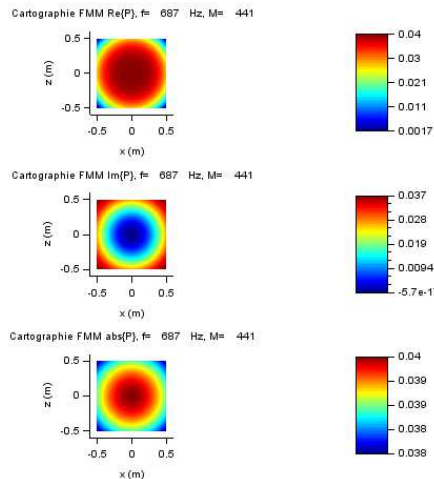 Cartographie FMM Re{P}, f= 687 Hz, M= 441
0.5
0
-0.5
z (m)
-0.5 0 0.5
x (m)
0.04
0.03
0.021
0.011
0.0017
Cartographie FMM Im{P}, f= 687 Hz, M= 441
0.5
0
-0.5
z (m)
-0.5 0 0.5
x (m)
0.037
0.028
0.019
0.0094
-5.7e-17
Cartographie FMM abs{P}, f= 687 Hz, M= 441
0.5
0
-0.5
z (m)
-0.5 0 0.5
x (m)
0.04
0.039
0.039
0.038
0.038